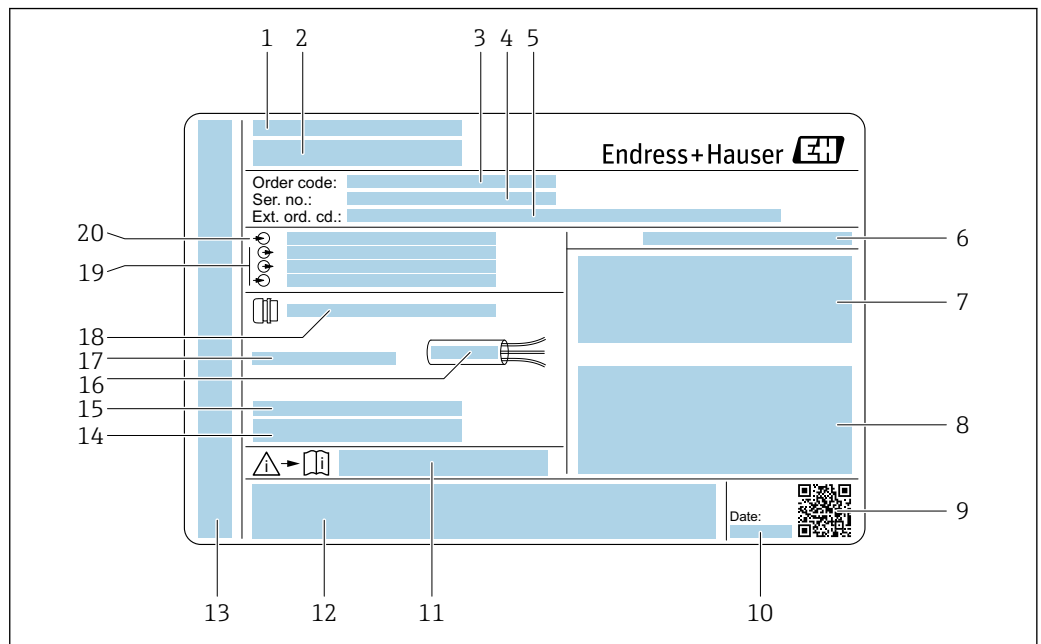 1 2 3 4 5
Endress+Hauser EH
Order code:
Ser. no.:
Ext. ord. cd.:
20
19
6
7
18
17
16
15
14
8
i i
Date:
9
13 12 11 10